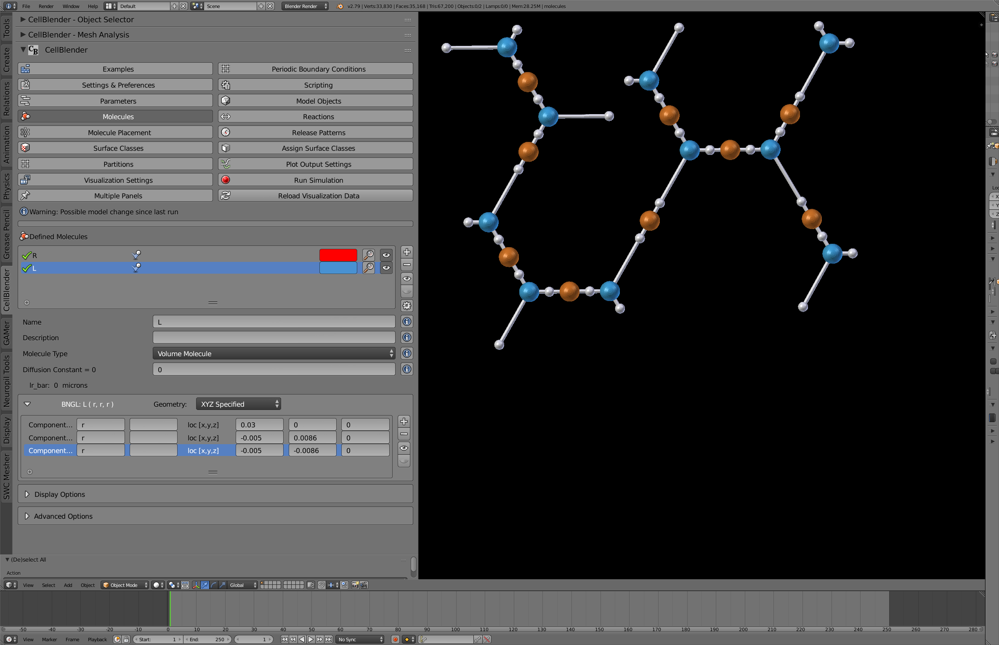 File Render Window Help Default Scene Blender Render v2.79 | Verts:33,830 | Faces:35,168 | Tris:67,200 | Objects:0/2 | Lamps:0/0 | Mem:28.25M | molecules
Tools
Create
Relations
Animation
Physics
Grease Pencil
CellBlender
GAMer
Neuropil Tools
Display
SWC Mesher
CellBlender - Object Selector
CellBlender - Mesh Analysis
CB CellBlender
Examples Periodic Boundary Conditions
Settings & Preferences Scripting
Parameters Model Objects
Molecules Reactions
Molecule Placement Release Patterns
Surface Classes Assign Surface Classes
Partitions Plot Output Settings
Visualization Settings Run Simulation
Multiple Panels Reload Visualization Data
Warning: Possible model change since last run
Defined Molecules
R
L
Name L
Description
Molecule Type Volume Molecule
Diffusion Constant = 0 0
lr_bar: 0 microns
BNGL: L ( r, r, r ) Geometry: XYZ Specified
Component... r loc [x,y,z] 0.03 0 0
Component... r loc [x,y,z] -0.005 0.0086 0
Component... r loc [x,y,z] -0.005 -0.0086 0
Display Options
Advanced Options
(De)select All
Action
Loc
X
Y
Z
View Select Add Object Object Mode Global
-50 -40 -30 -20 -10 0 10 20 30 40 50 60 70 80 90 100 110 120 130 140 150 160 170 180 190 200 210 220 230 240 250 260 270 280
View Marker Frame Playback Start: 1 End: 250 1 No Sync